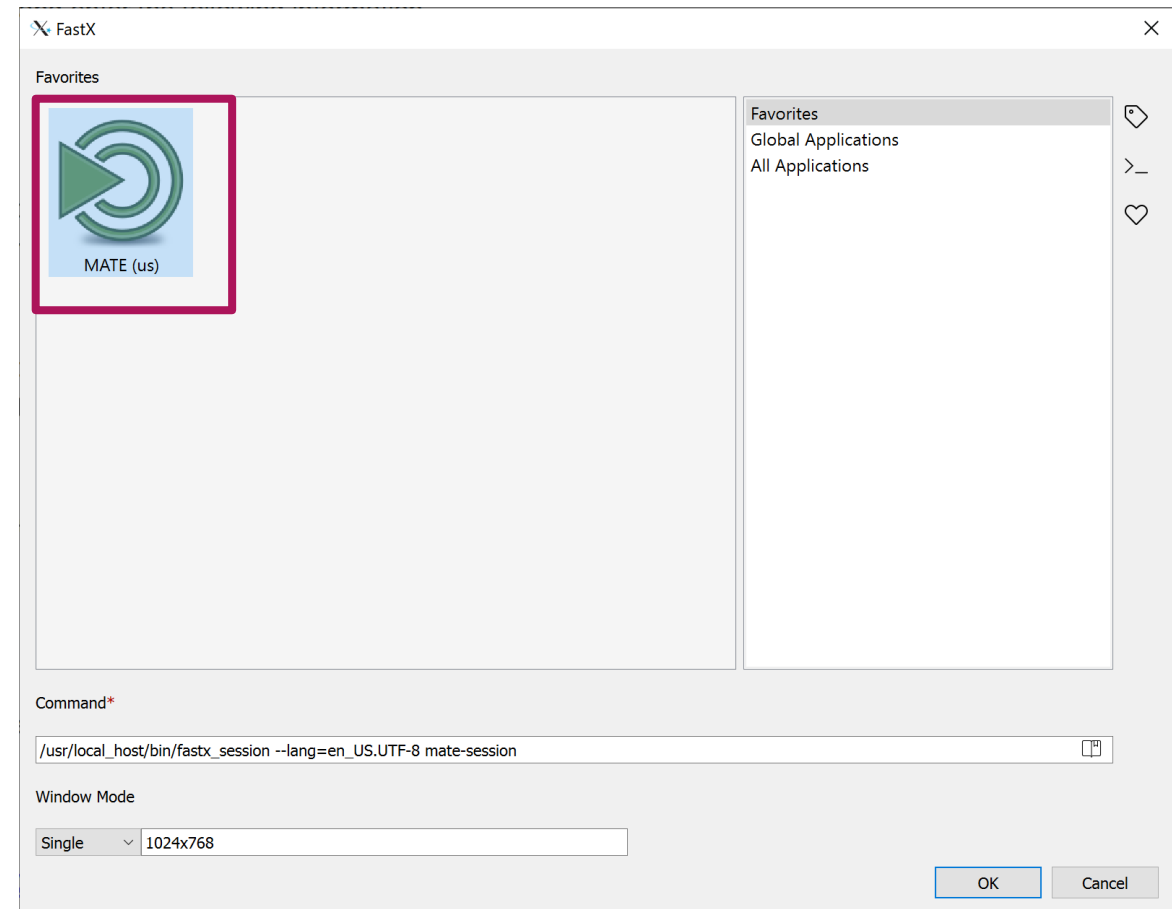 FastX
Favorites
MATE (us)
Favorites
Global Applications
All Applications
Command*
/usr/local_host/bin/fastx_session --lang=en_US.UTF-8 mate-session
Window Mode
Single 1024x768
OK Cancel